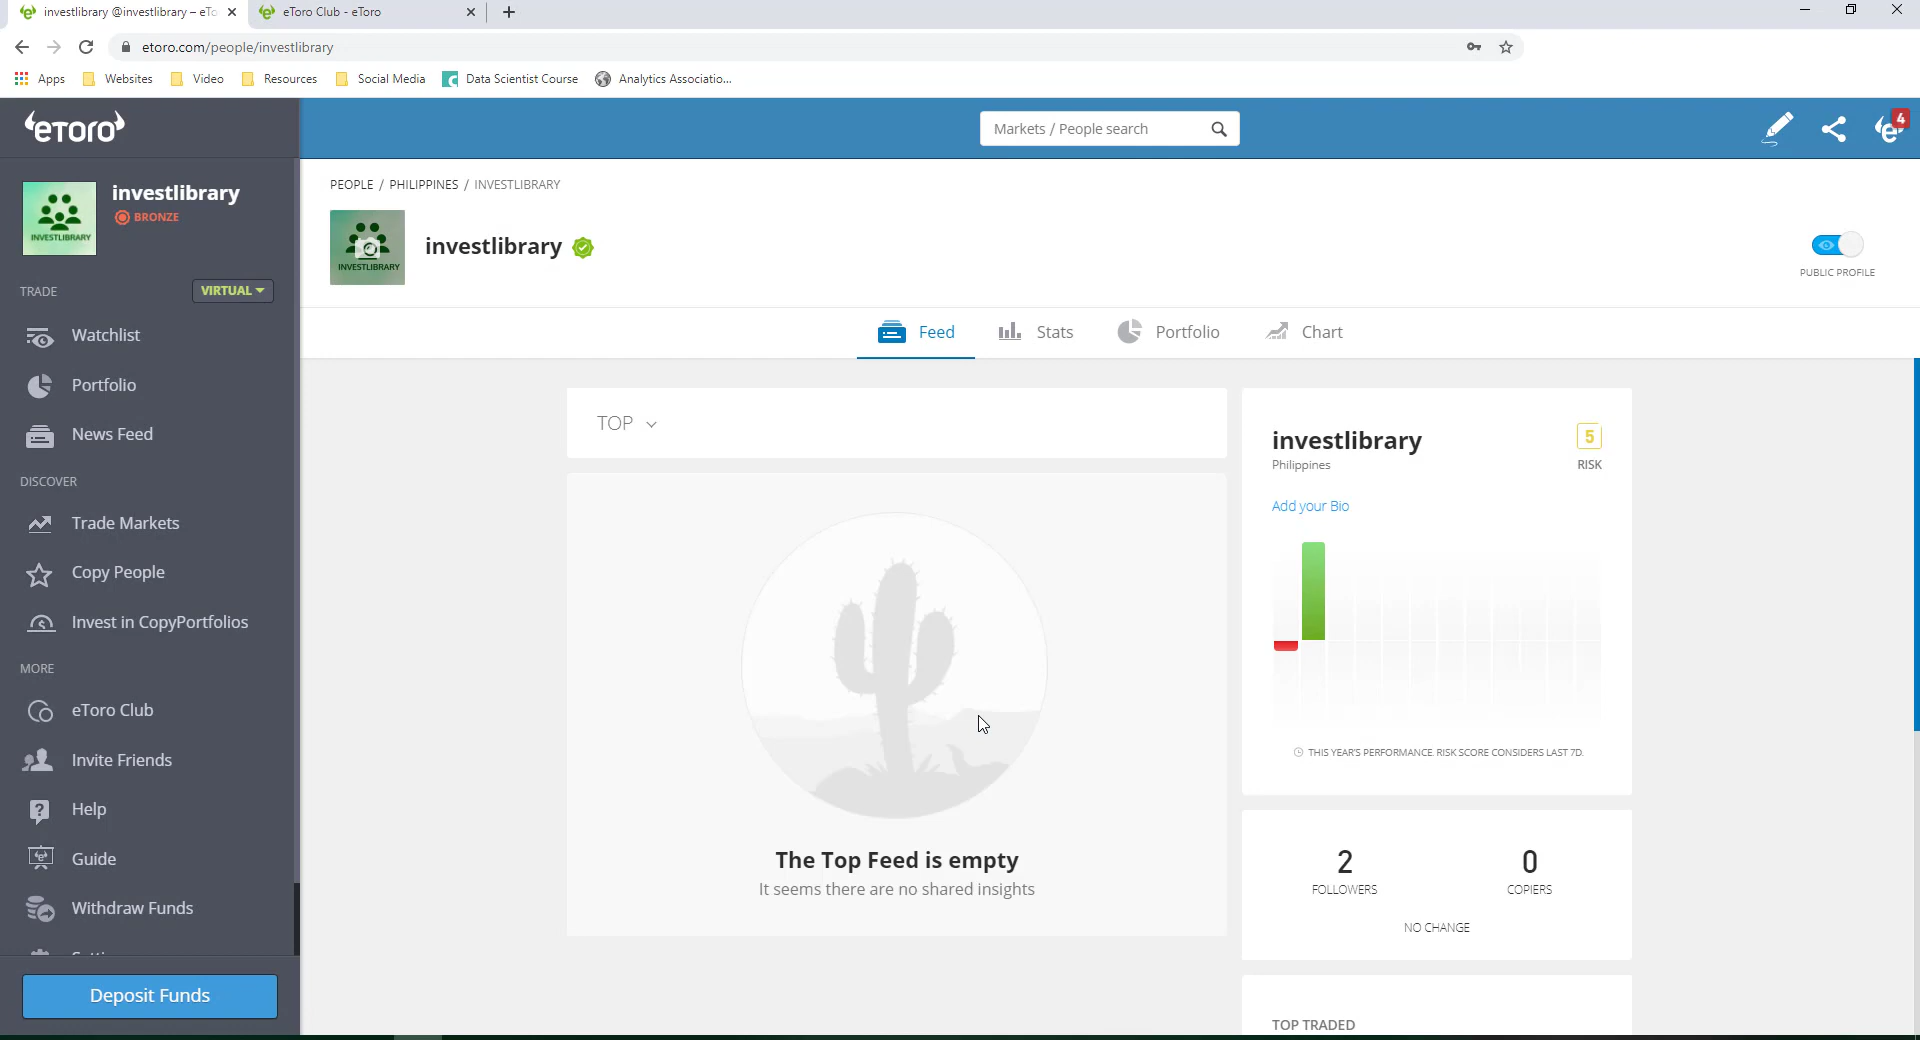 investlibrary @investlibrary – eTo
eToro Club - eToro
etoro.com/people/investlibrary
Apps
Websites
Video
Resources
Social Media
Data Scientist Course
Analytics Associatio...
eToro
Markets / People search
4
investlibrary
BRONZE
INVESTLIBRARY
TRADE
VIRTUAL
Watchlist
Portfolio
News Feed
DISCOVER
Trade Markets
Copy People
Invest in CopyPortfolios
MORE
eToro Club
Invite Friends
Help
Guide
Withdraw Funds
Deposit Funds
PEOPLE / PHILIPPINES / INVESTLIBRARY
INVESTLIBRARY
investlibrary
PUBLIC PROFILE
Feed
Stats
Portfolio
Chart
TOP
The Top Feed is empty
It seems there are no shared insights
investlibrary
5
Philippines
RISK
Add your Bio
THIS YEAR'S PERFORMANCE. RISK SCORE CONSIDERS LAST 7D.
2
0
FOLLOWERS
COPIERS
NO CHANGE
TOP TRADED